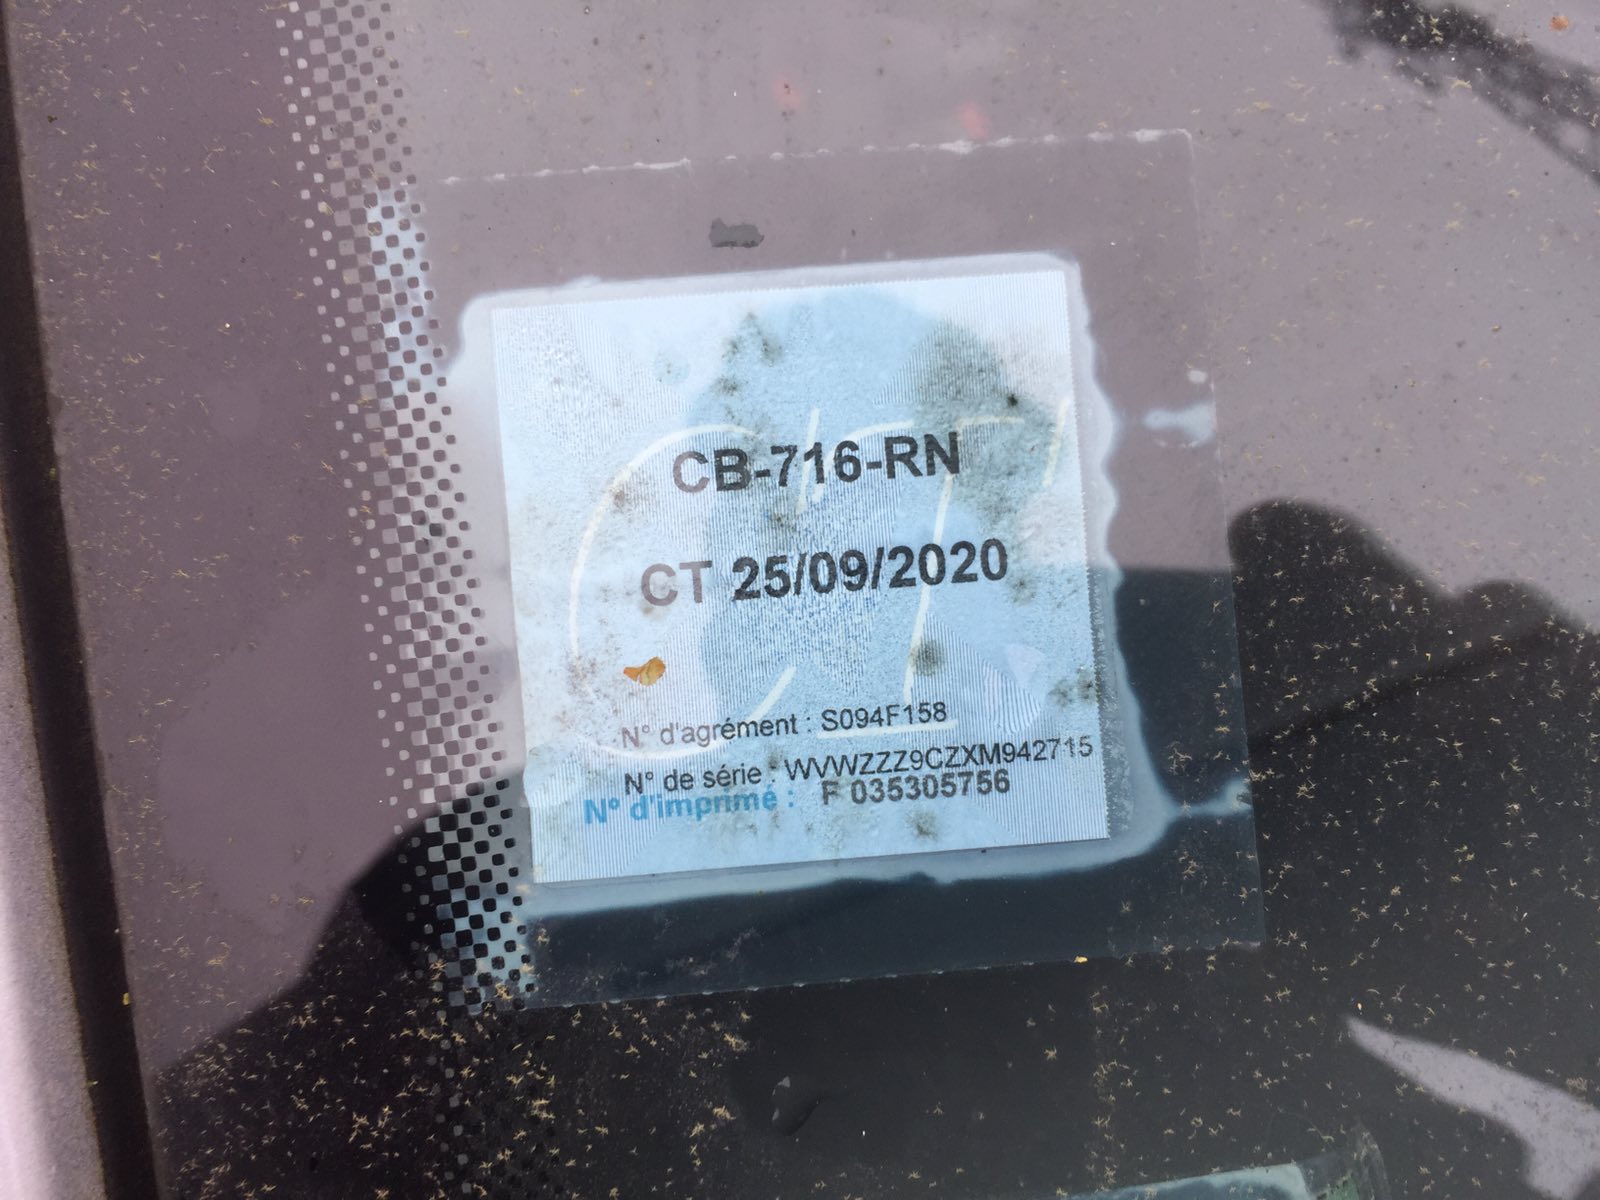 CB-716-RN
CT 25/09/2020
N° d'agrément : S094F158
N° de série : WVWZZZ9CZXM942715
N° d'imprimé : F 035305756